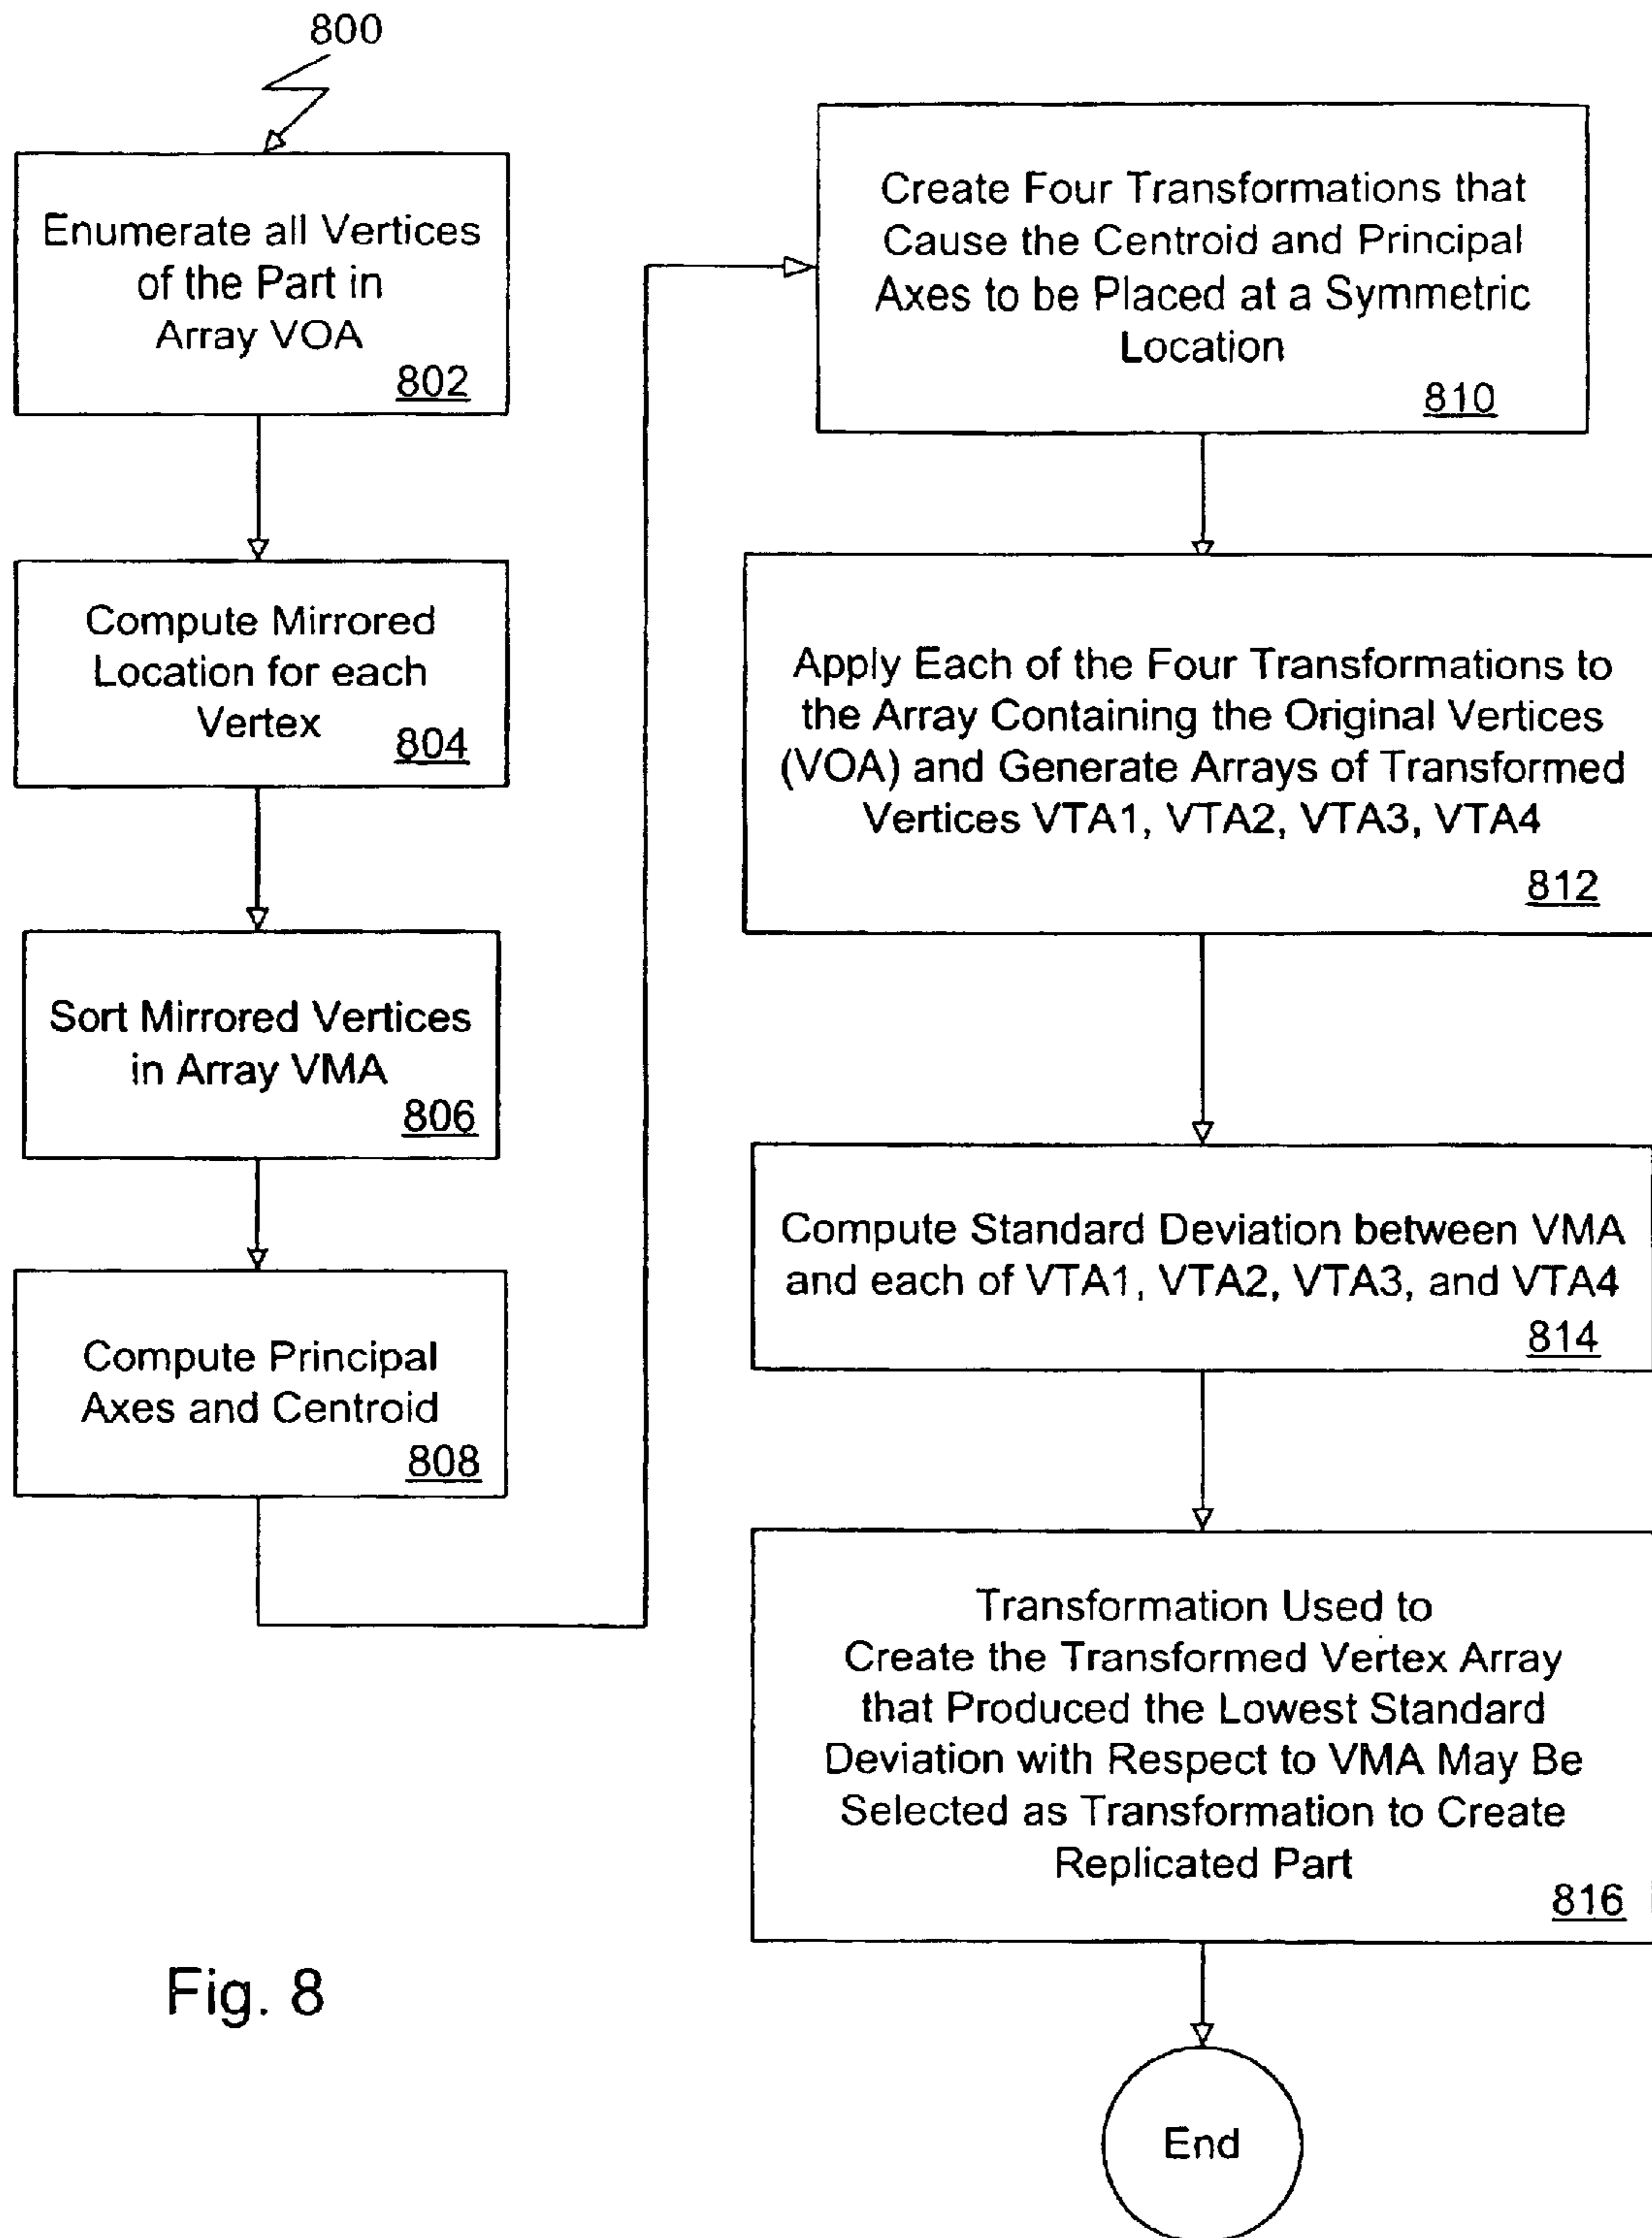 800
Enumerate all Vertices
of the Part in
Array VOA
802
Compute Mirrored
Location for each
Vertex
804
Sort Mirrored Vertices
in Array VMA
806
Compute Principal
Axes and Centroid
808
Create Four Transformations that
Cause the Centroid and Principal
Axes to be Placed at a Symmetric
Location
810
Apply Each of the Four Transformations to
the Array Containing the Original Vertices
(VOA) and Generate Arrays of Transformed
Vertices VTA1, VTA2, VTA3, VTA4
812
Compute Standard Deviation between VMA
and each of VTA1, VTA2, VTA3, and VTA4
814
Transformation Used to
Create the Transformed Vertex Array
that Produced the Lowest Standard
Deviation with Respect to VMA May Be
Selected as Transformation to Create
Replicated Part
816
End
Fig. 8